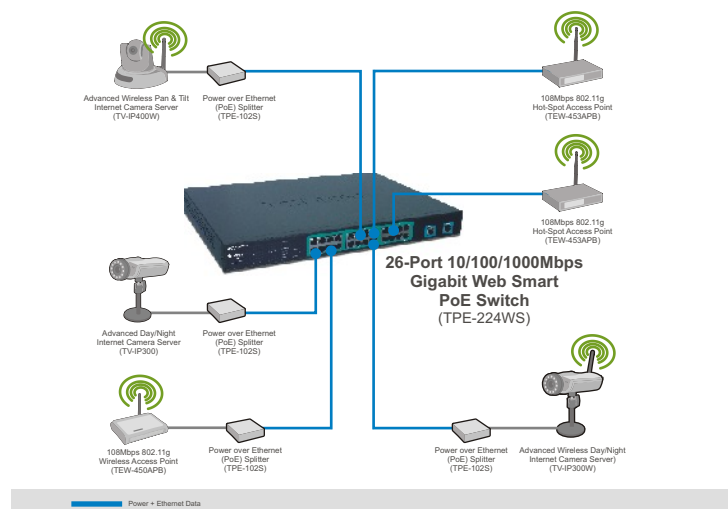 Advanced Wireless Pan & Tilt
Internet Camera Server
(TV-IP400W)
Power over Ethernet
(PoE) Splitter
(TPE-102S)
108Mbps 802.11g
Hot-Spot Access Point
(TEW-453APB)
108Mbps 802.11g
Hot-Spot Access Point
(TEW-453APB)
26-Port 10/100/1000Mbps
Gigabit Web Smart
PoE Switch
(TPE-224WS)
Advanced Day/Night
Internet Camera Server
(TV-IP300)
Power over Ethernet
(PoE) Splitter
(TPE-102S)
108Mbps 802.11g
Wireless Access Point
(TEW-450APB)
Power over Ethernet
(PoE) Splitter
(TPE-102S)
Power over Ethernet
(PoE) Splitter
(TPE-102S)
Advanced Wireless Day/Night
Internet Camera Server)
(TV-IP300W)
Power + Ethernet Data